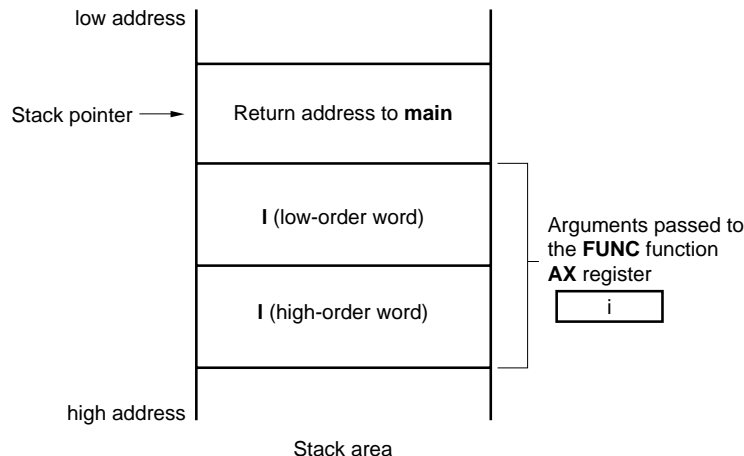 low address
Stack pointer
Return address to main
l (low-order word)
Arguments passed to
the FUNC function
AX register
i
l (high-order word)
high address
Stack area